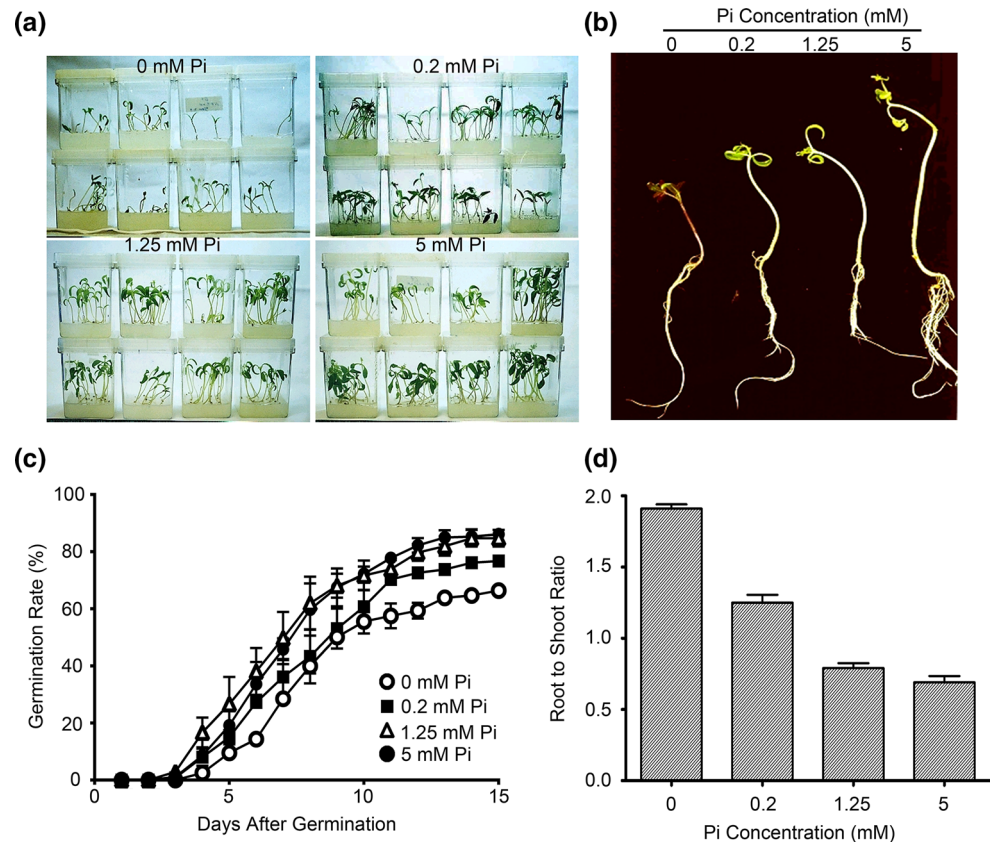 (a)
0 mM Pi
0.2 mM Pi
1.25 mM Pi
5 mM Pi
(b)
Pi Concentration (mM)
0 0.2 1.25 5
(c)
Germination Rate (%)
100
80
60
40
20
0
0 5 10 15
Days After Germination
0 mM Pi
0.2 mM Pi
1.25 mM Pi
5 mM Pi
(d)
Root to Shoot Ratio
2.0
1.5
1.0
0.5
0.0
0 0.2 1.25 5
Pi Concentration (mM)